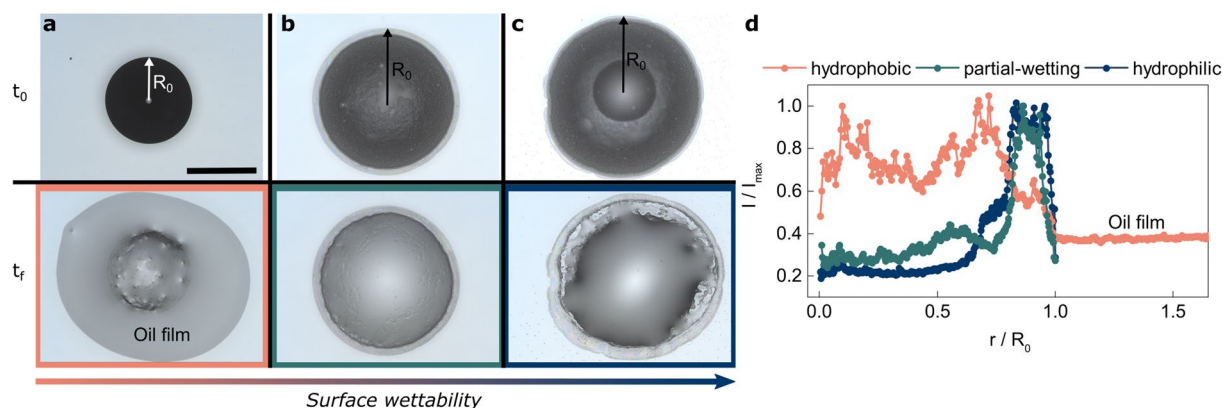 a
b
c
d
t0
R0
R0
R0
tf
Oil film
Surface wettability
hydrophobic
partial-wetting
hydrophilic
I / Imax
1.0
0.8
0.6
0.4
0.2
Oil film
0.0
0.5
1.0
1.5
r / R0